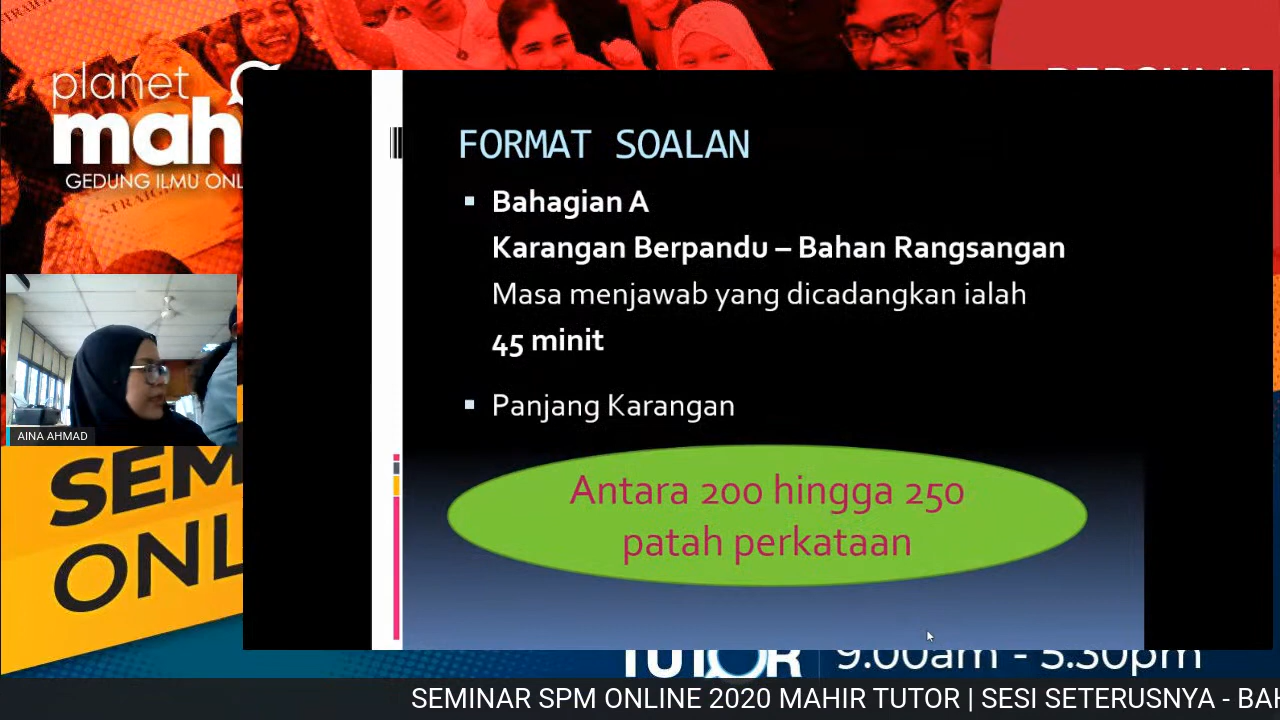 planet
mah
GEDUNG ILMU ONL
FORMAT SOALAN
Bahagian A
Karangan Berpandu – Bahan Rangsangan
Masa menjawab yang dicadangkan ialah
45 minit
Panjang Karangan
Antara 200 hingga 250
patah perkataan
AINA AHMAD
SEM
ONL
TUTOR
9.00am - 5.30pm
SEMINAR SPM ONLINE 2020 MAHIR TUTOR | SESI SETERUSNYA - BAH